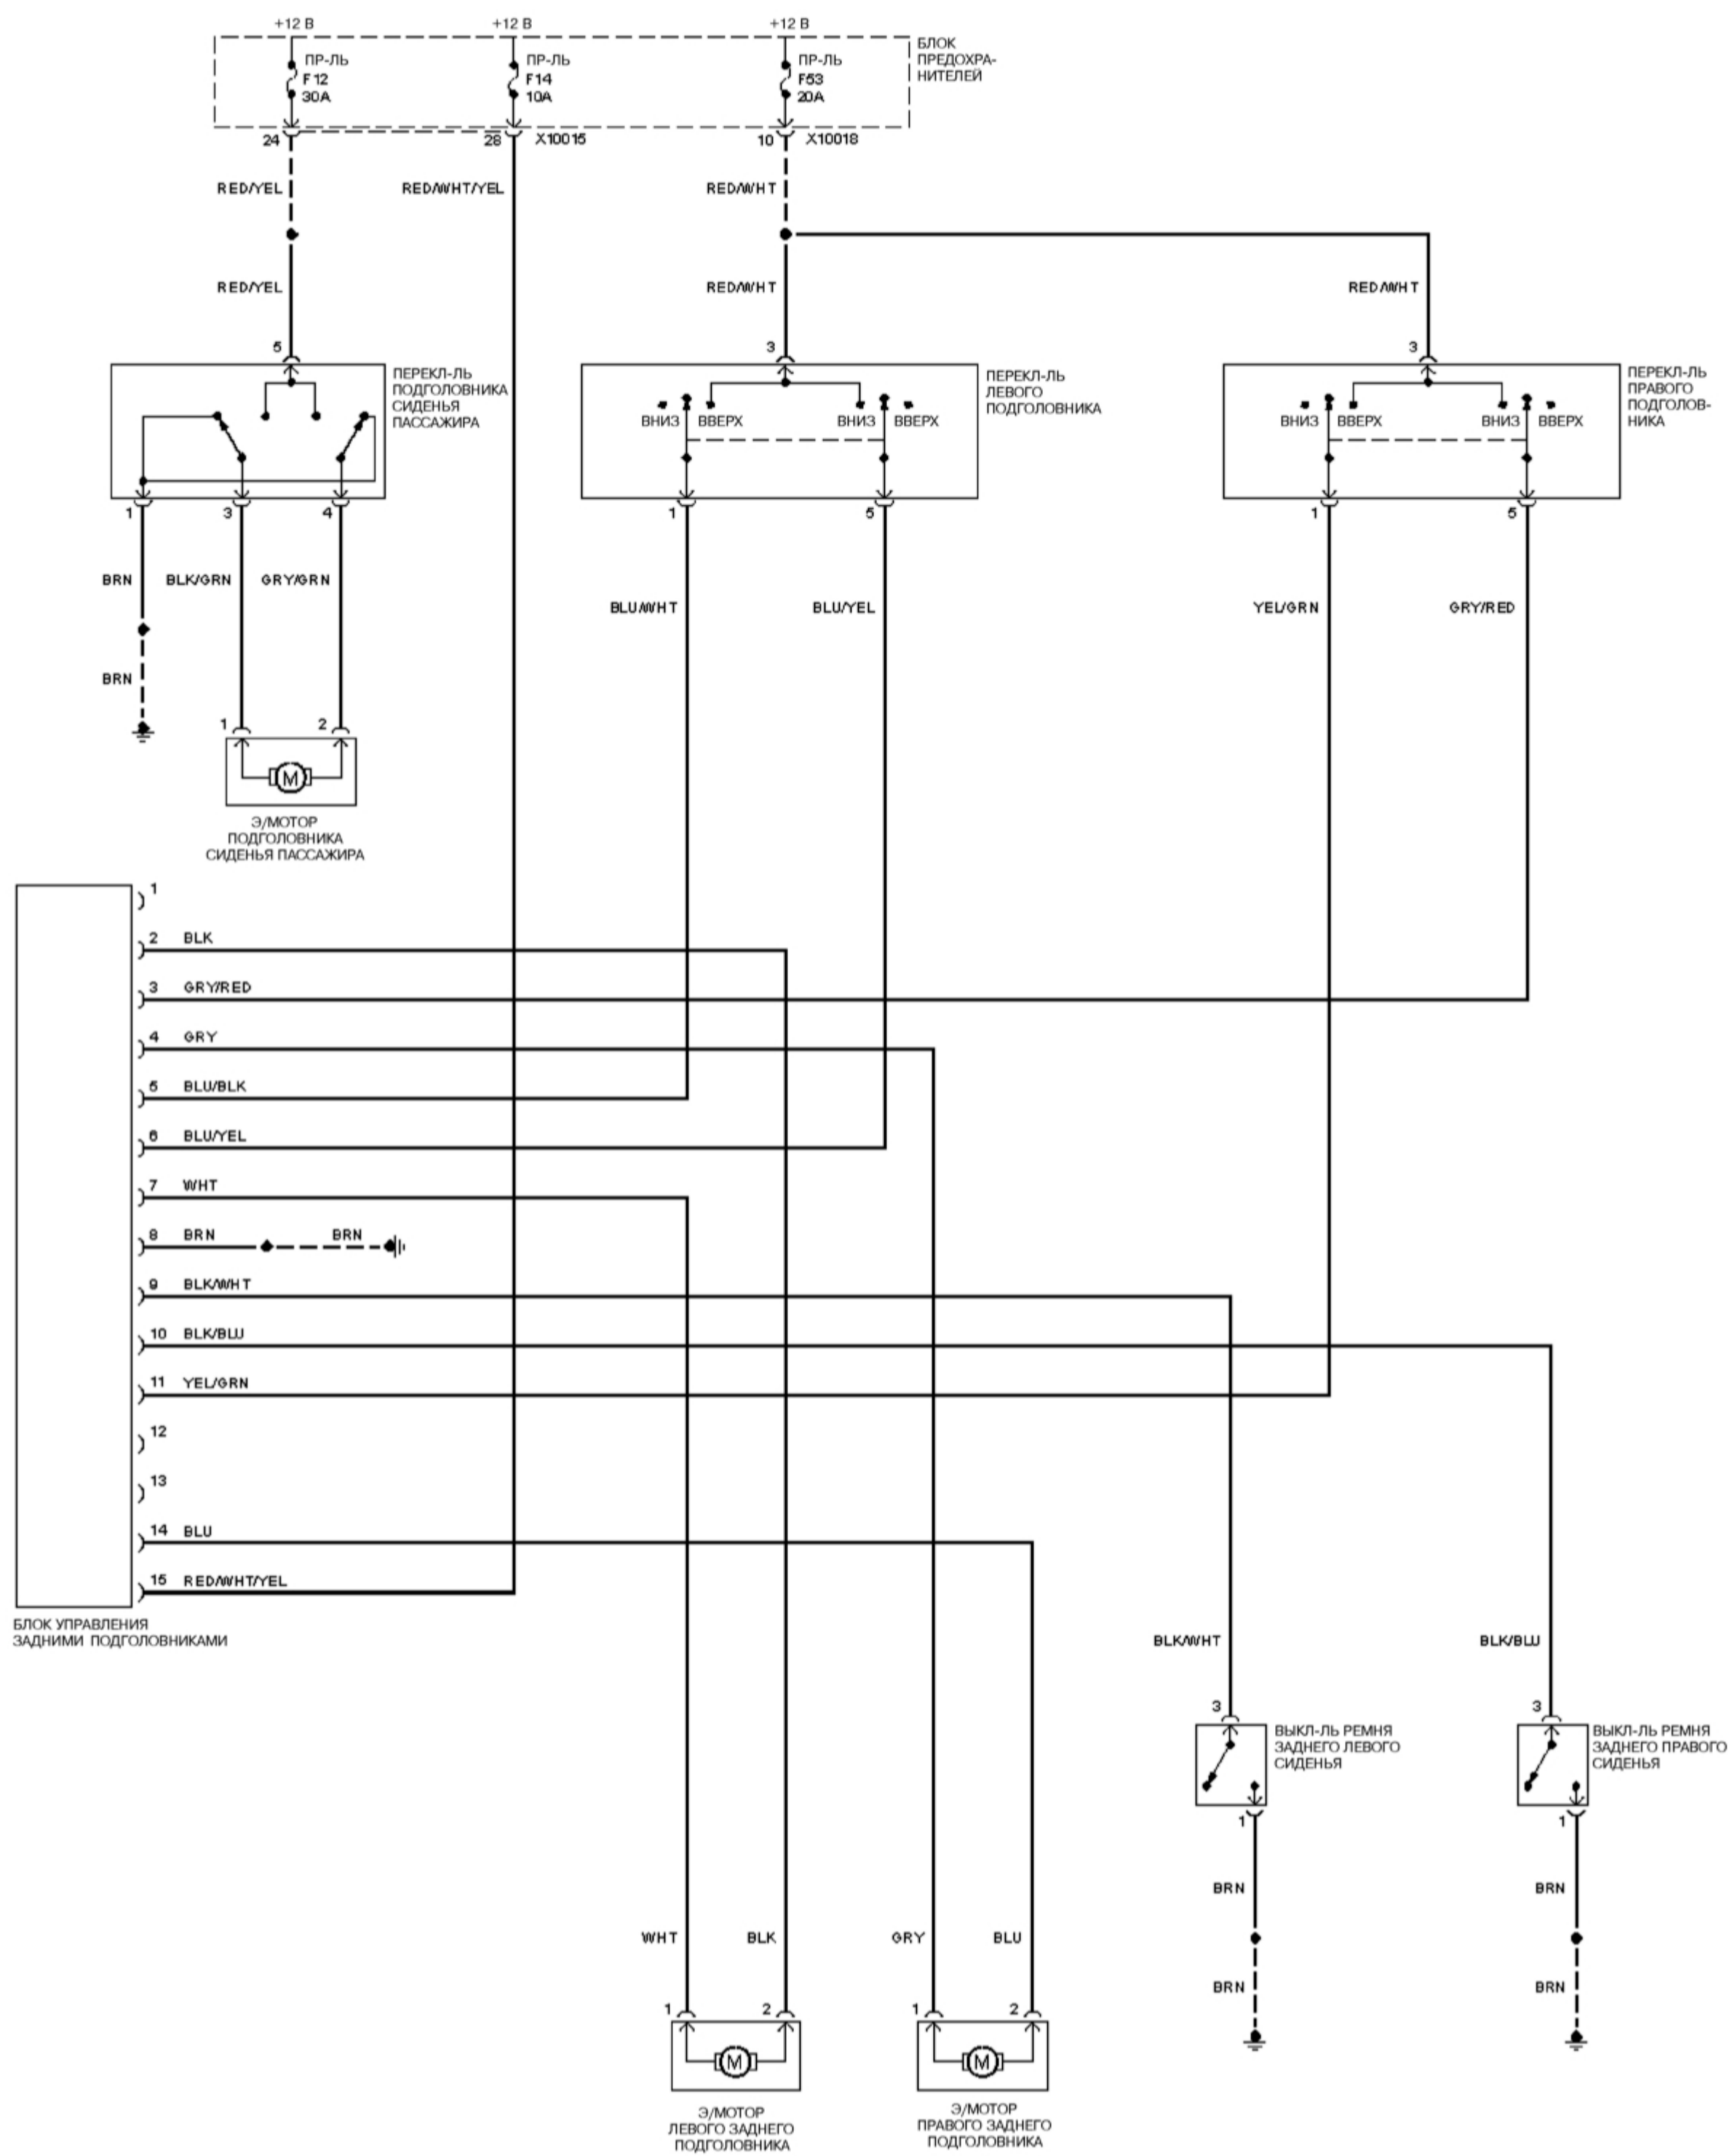 +12 В
+12 В
+12 В
ПР-ЛЬ
F12
30A
ПР-ЛЬ
F14
10A
ПР-ЛЬ
F53
20A
БЛОК
ПРЕДОХРА-
НИТЕЛЕЙ
24
28
X10015
10
X10018
RED/YEL
RED/WHT/YEL
RED/WHT
RED/YEL
RED/WHT
RED/WHT
5
3
3
ПЕРЕКЛ-ЛЬ
ПОДГОЛОВНИКА
СИДЕНЬЯ
ПАССАЖИРА
ВНИЗ
ВВЕРХ
ВНИЗ
ВВЕРХ
ПЕРЕКЛ-ЛЬ
ЛЕВОГО
ПОДГОЛОВНИКА
ВНИЗ
ВВЕРХ
ВНИЗ
ВВЕРХ
ПЕРЕКЛ-ЛЬ
ПРАВОГО
ПОДГОЛОВ-
НИКА
1
3
4
1
5
1
5
BRN
BLK/GRN
GRY/GRN
BLU/WHT
BLU/YEL
YEL/GRN
GRY/RED
BRN
1
2
M
Э/МОТОР
ПОДГОЛОВНИКА
СИДЕНЬЯ ПАССАЖИРА
1
2 BLK
3 GRY/RED
4 GRY
5 BLU/BLK
6 BLU/YEL
7 WHT
8 BRN
BRN
9 BLK/WHT
10 BLK/BLU
11 YEL/GRN
12
13
14 BLU
15 RED/WHT/YEL
БЛОК УПРАВЛЕНИЯ
ЗАДНИМИ ПОДГОЛОВНИКАМИ
BLK/WHT
BLK/BLU
3
3
ВЫКЛ-ЛЬ РЕМНЯ
ЗАДНЕГО ЛЕВОГО
СИДЕНЬЯ
ВЫКЛ-ЛЬ РЕМНЯ
ЗАДНЕГО ПРАВОГО
СИДЕНЬЯ
1
1
BRN
BRN
WHT
BLK
GRY
BLU
BRN
BRN
1
2
1
2
M
M
Э/МОТОР
ЛЕВОГО ЗАДНЕГО
ПОДГОЛОВНИКА
Э/МОТОР
ПРАВОГО ЗАДНЕГО
ПОДГОЛОВНИКА